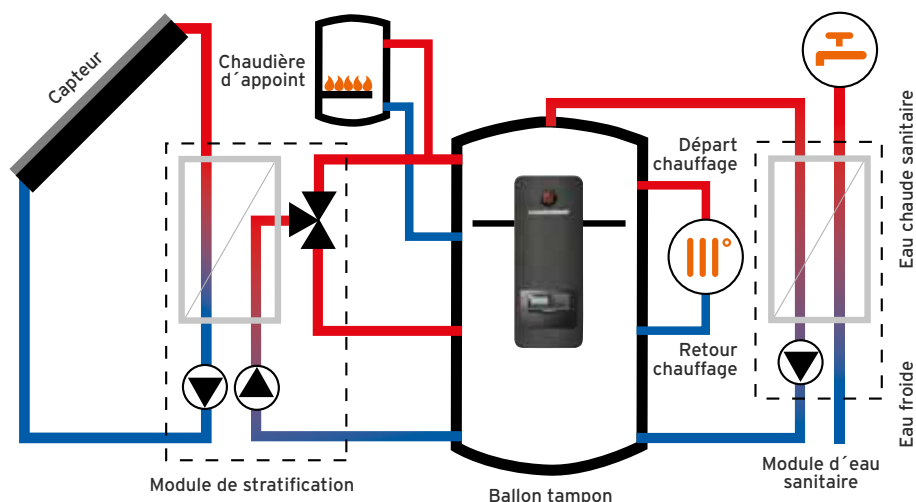 Capteur
Chaudière
d´appoint
Départ
chauffage
Retour
chauffage
Eau chaude sanitaire
Eau froide
Module de stratification
Ballon tampon
Module d´eau
sanitaire